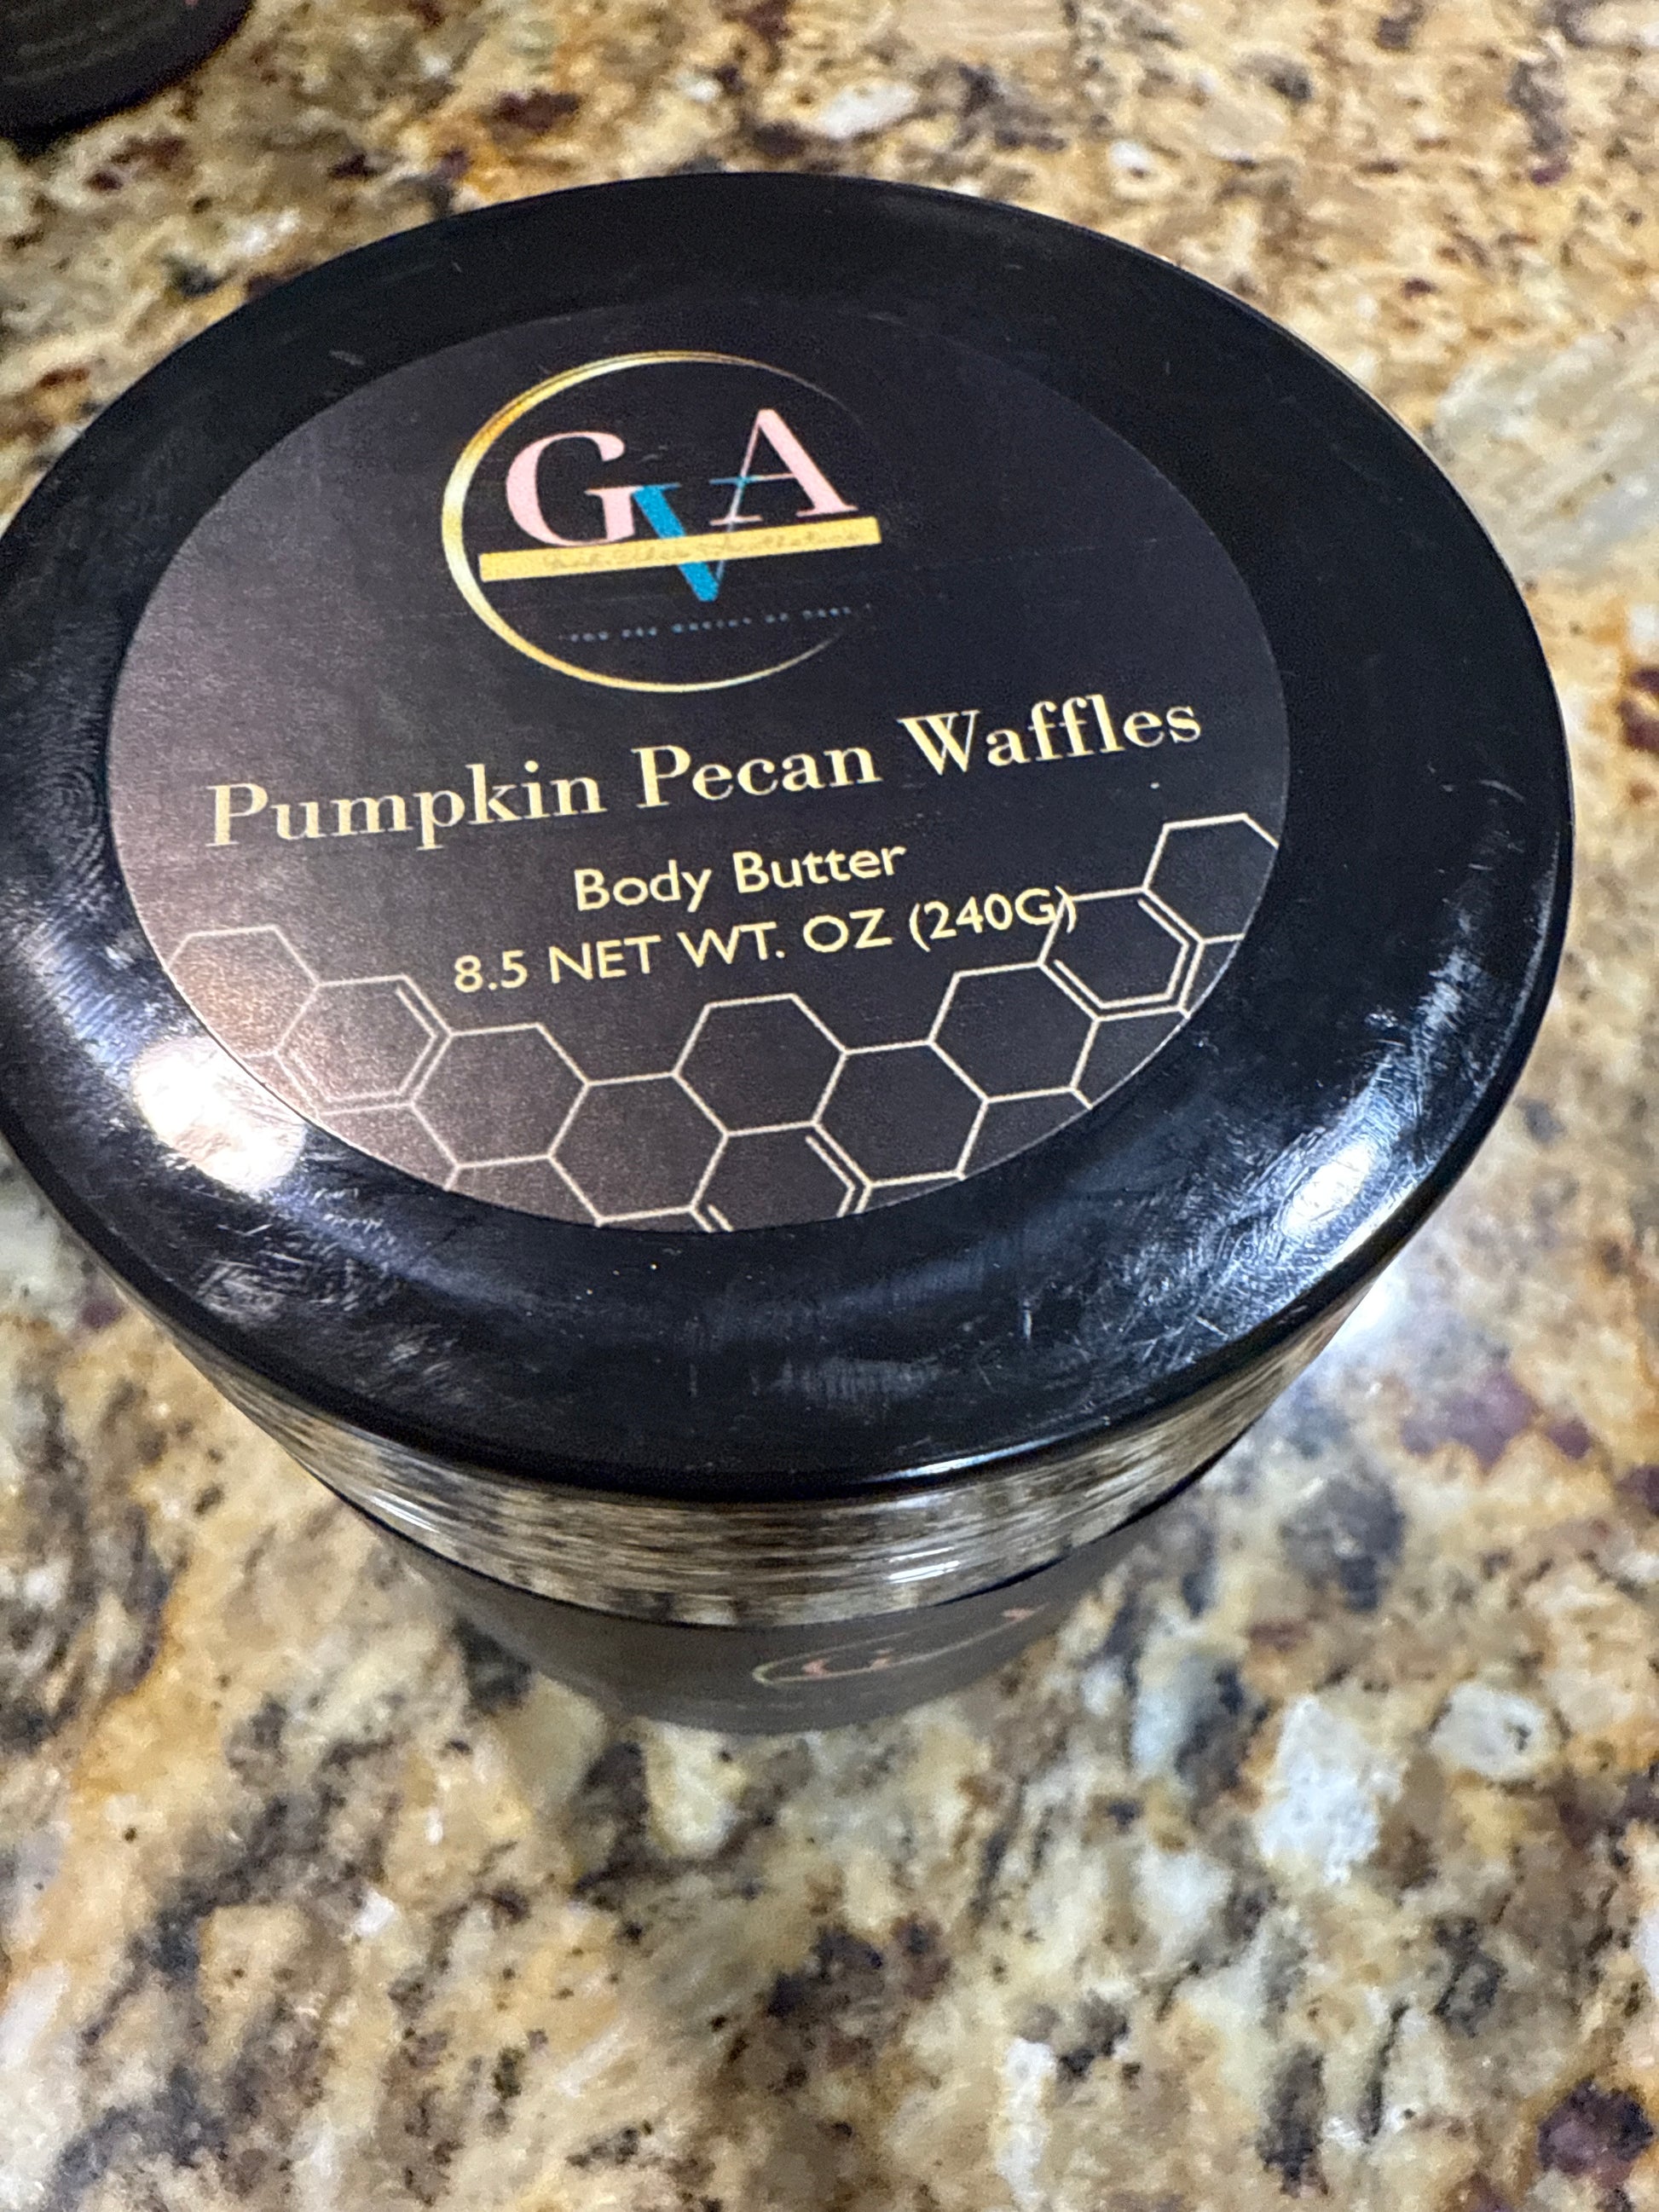 GVA
Pumpkin Pecan Waffles
Body Butter
8.5 NET WT. OZ (240G)